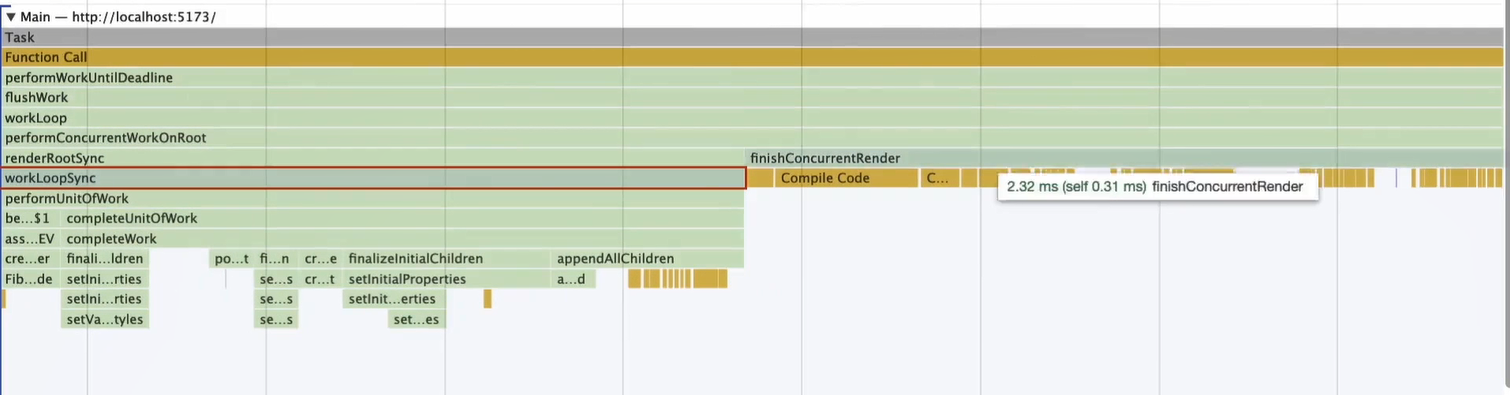 ▼ Main — http://localhost:5173/
Task
Function Call
performWorkUntilDeadline
flushWork
workLoop
performConcurrentWorkOnRoot
renderRootSync finishConcurrentRender
workLoopSync Compile Code C...
2.32 ms (self 0.31 ms) finishConcurrentRender
performUnitOfWork
be...$1 completeUnitOfWork
ass...EV completeWork
cre...er finali...ldren po...t fi...n cr...e finalizeInitialChildren appendAllChildren
Fib...de setIni...rties se...s cr...t setInitialProperties a...d
setIni...rties se...s setInit...erties
setVa...tyles se...s set...es